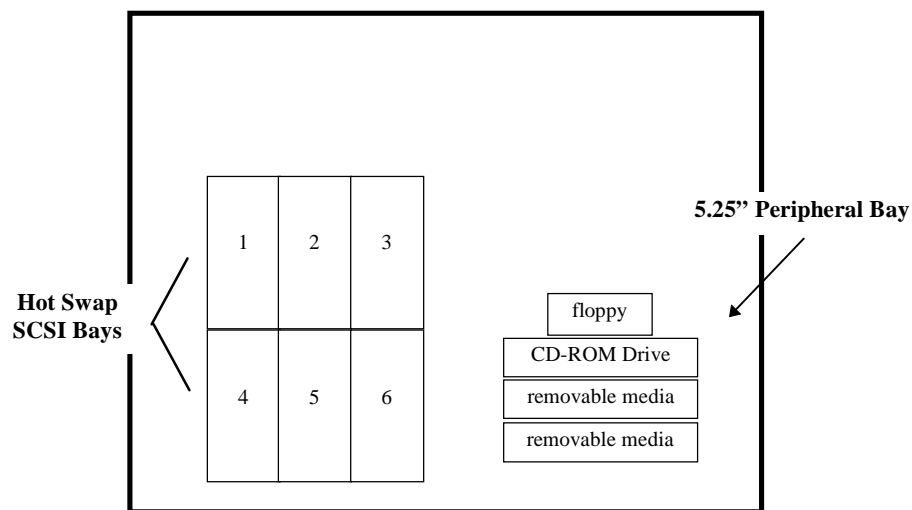 1
2
3
5.25” Peripheral Bay
Hot Swap
SCSI Bays
floppy
CD-ROM Drive
4
5
6
removable media
removable media